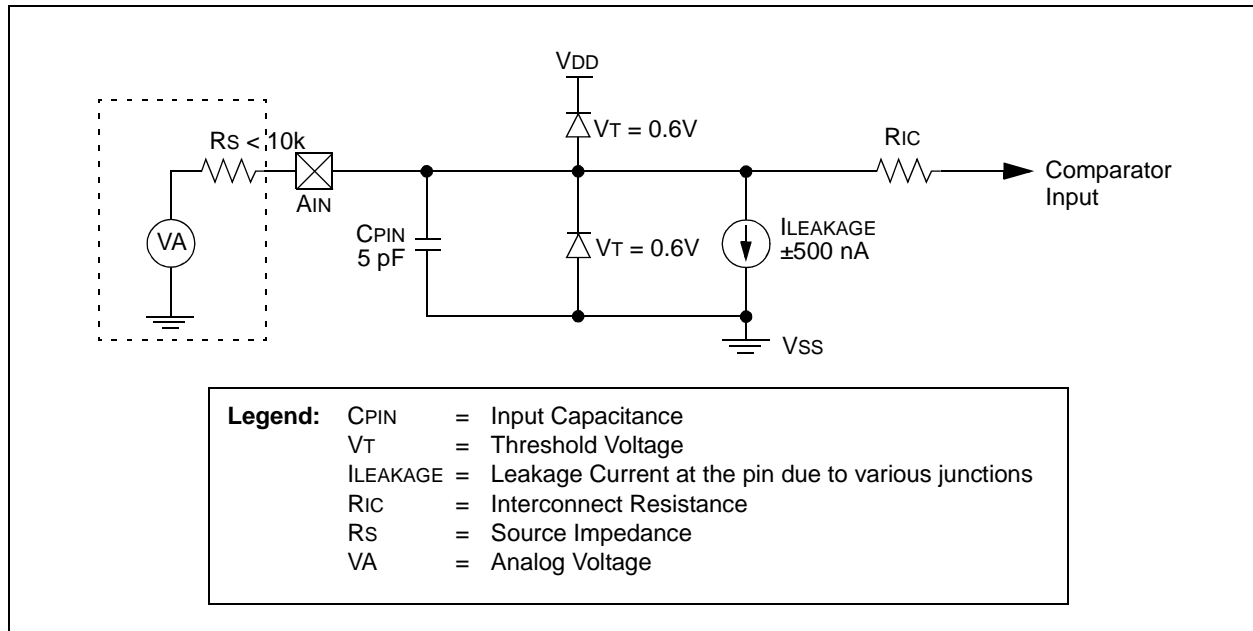 VDD
VT = 0.6V
RS < 10k
RIC
AIN
Comparator
Input
VA
CPIN
5 pF
VT = 0.6V
ILEAKAGE
±500 nA
VSS
Legend: CPIN = Input Capacitance
VT = Threshold Voltage
ILEAKAGE = Leakage Current at the pin due to various junctions
RIC = Interconnect Resistance
RS = Source Impedance
VA = Analog Voltage